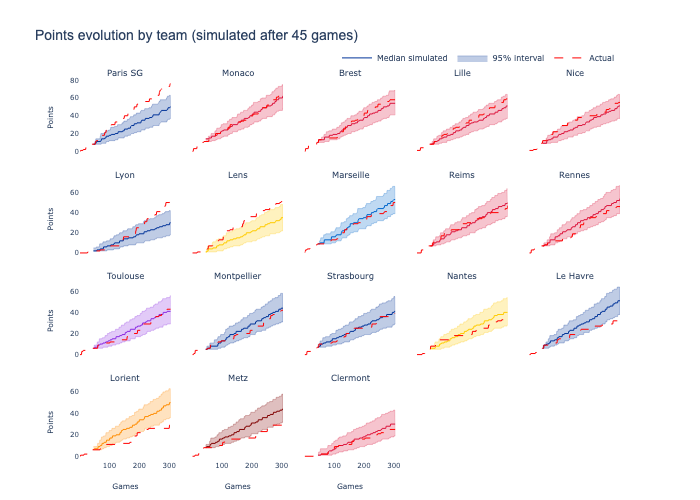 Points evolution by team (simulated after 45 games)
Median simulated 95% interval Actual
Paris SG Monaco Brest Lille Nice
80
60
40
20
0
Points
Lyon Lens Marseille Reims Rennes
60
40
20
0
Points
Toulouse Montpellier Strasbourg Nantes Le Havre
60
40
20
0
Points
Lorient Metz Clermont
60
40
20
0
Points
100 200 300 100 200 300 100 200 300
Games Games Games